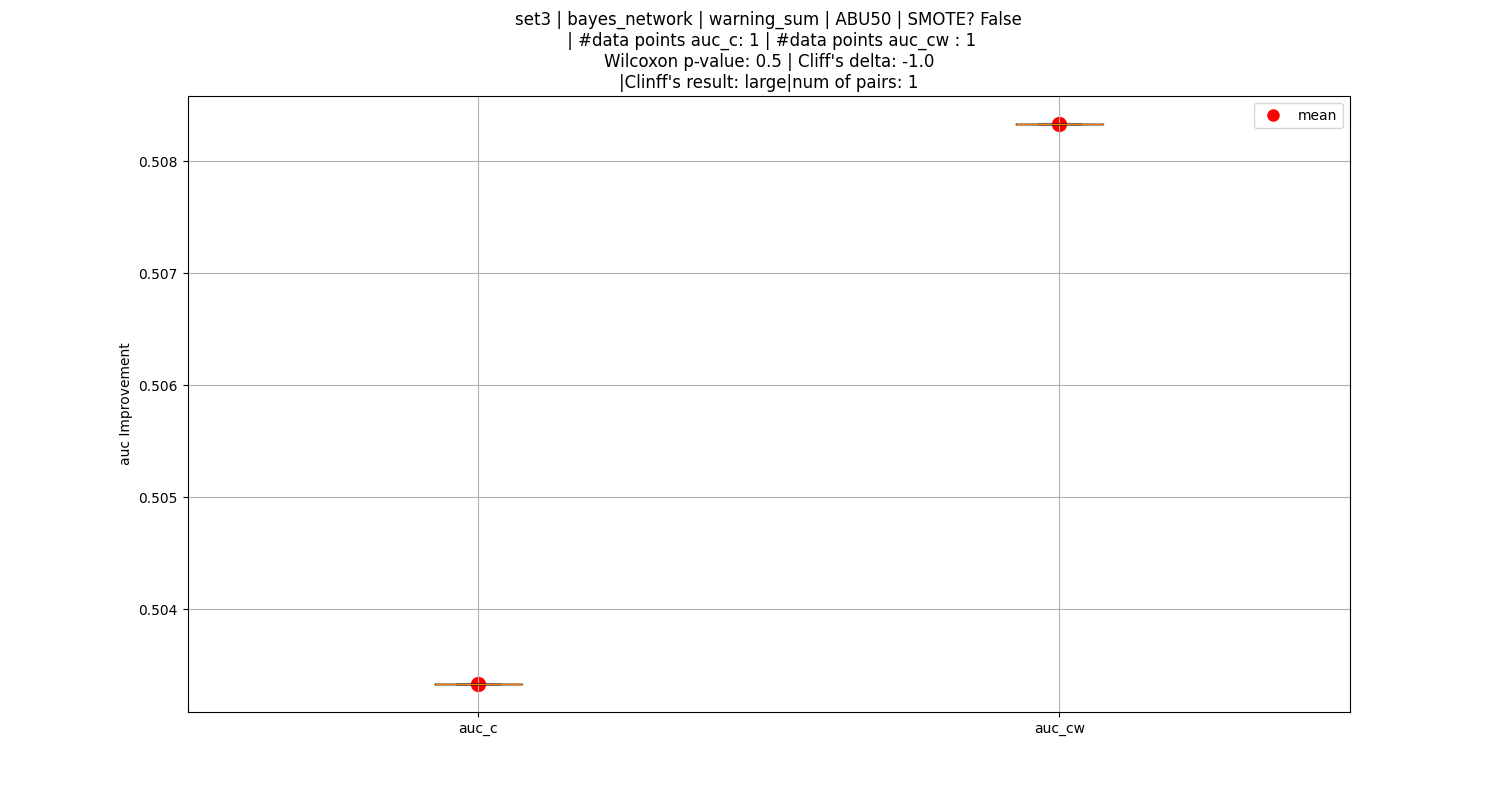 set3 | bayes_network | warning_sum | ABU50 | SMOTE? False
| #data points auc_c: 1 | #data points auc_cw : 1
Wilcoxon p-value: 0.5 | Cliff's delta: -1.0
|Clinff's result: large|num of pairs: 1
mean
0.508
0.507
0.506
0.505
0.504
auc Improvement
auc_c
auc_cw